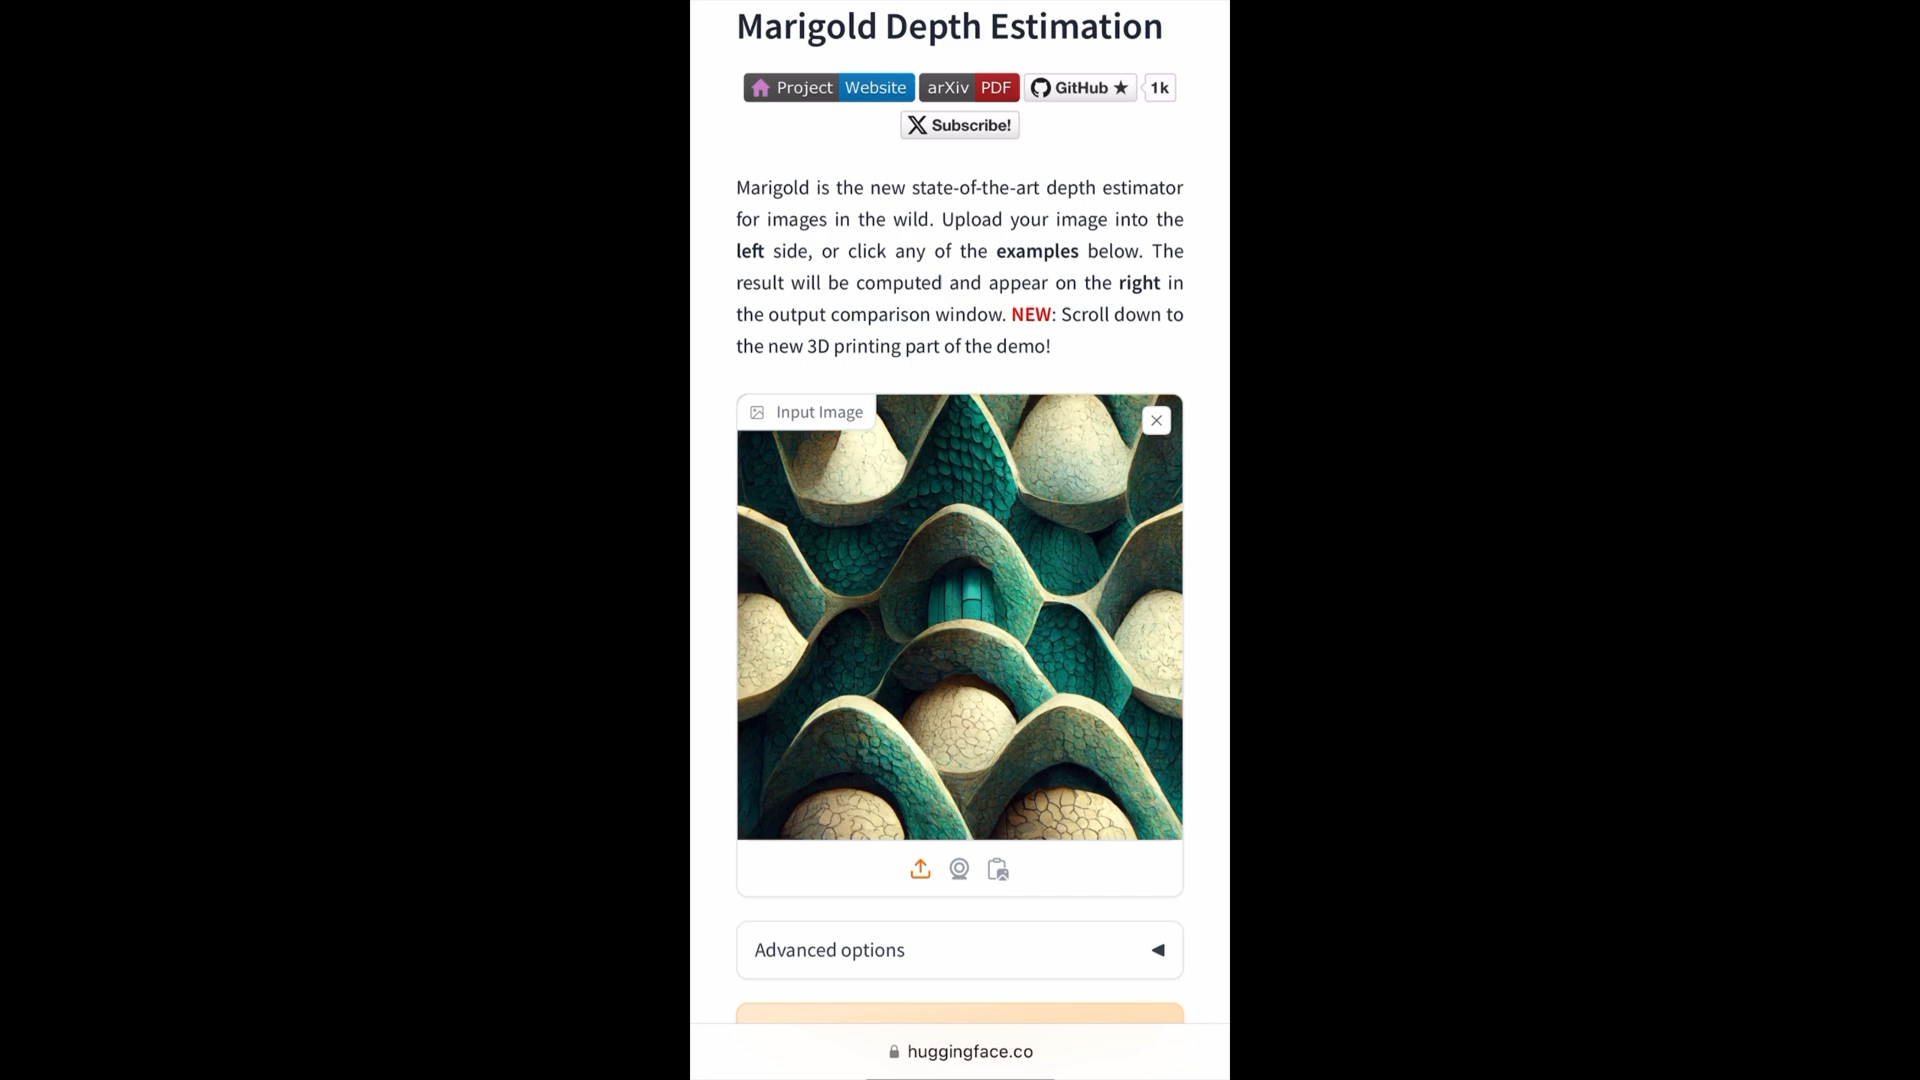 Marigold Depth Estimation
Project Website arXiv PDF GitHub ★ 1k
X Subscribe!
Marigold is the new state-of-the-art depth estimator
for images in the wild. Upload your image into the
left side, or click any of the examples below. The
result will be computed and appear on the right in
the output comparison window. NEW: Scroll down to
the new 3D printing part of the demo!
Input Image
Advanced options
huggingface.co